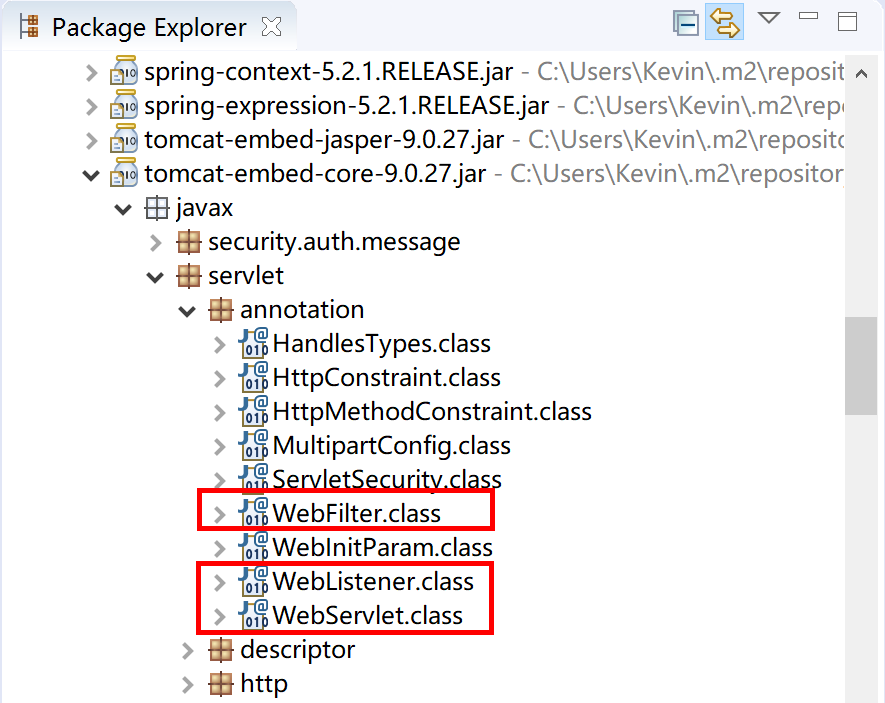 Package Explorer
spring-context-5.2.1.RELEASE.jar - C:\Users\Kevin\.m2\reposit
spring-expression-5.2.1.RELEASE.jar - C:\Users\Kevin\.m2\repo
tomcat-embed-jasper-9.0.27.jar - C:\Users\Kevin\.m2\reposito
tomcat-embed-core-9.0.27.jar - C:\Users\Kevin\.m2\repository
javax
security.auth.message
servlet
annotation
HandlesTypes.class
HttpConstraint.class
HttpMethodConstraint.class
MultipartConfig.class
ServletSecurity.class
WebFilter.class
WebInitParam.class
WebListener.class
WebServlet.class
descriptor
http